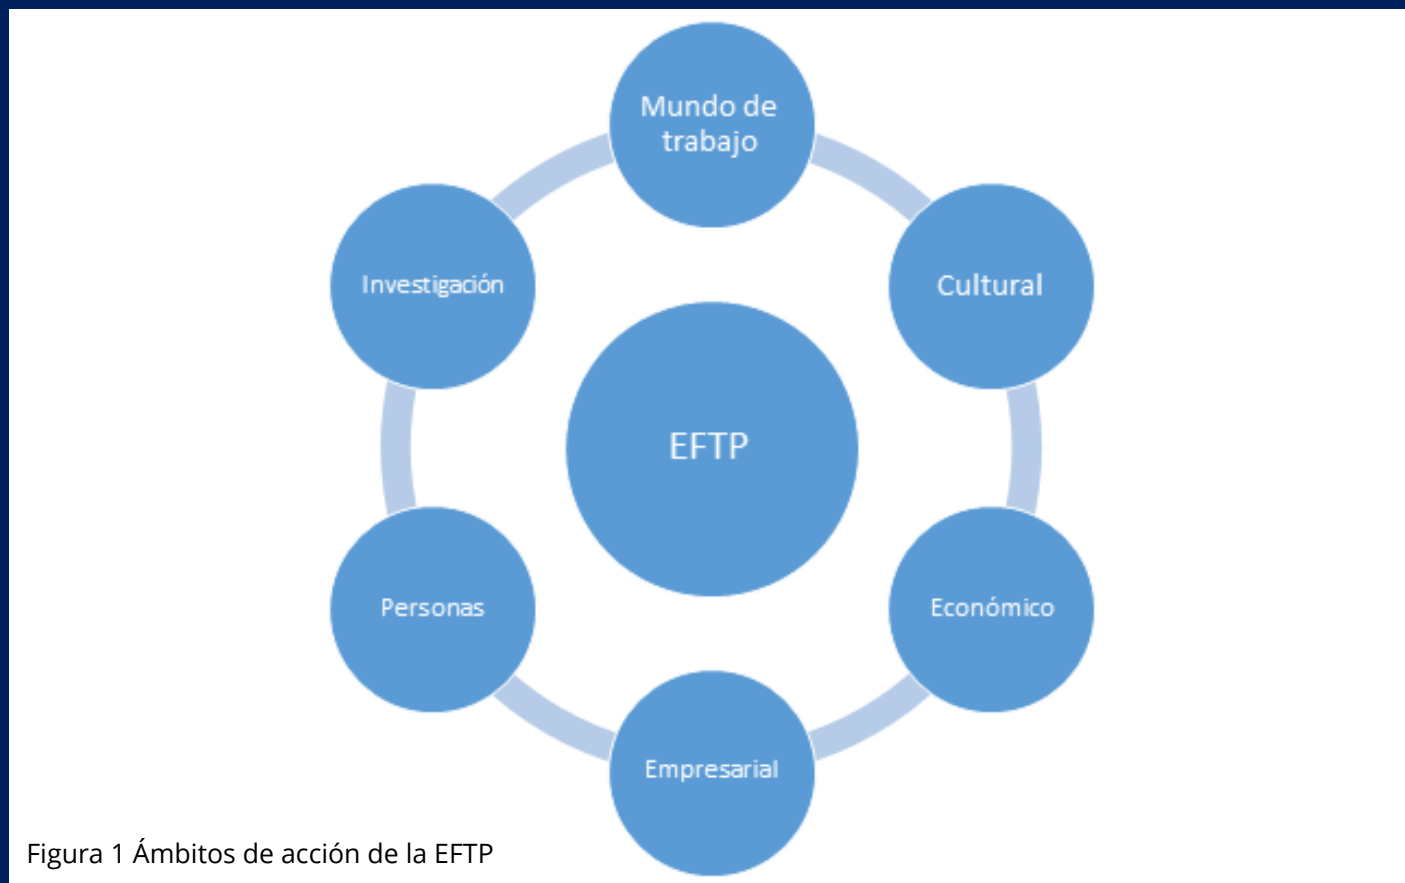 Mundo de
trabajo
Investigación
Cultural
EFTP
Personas
Económico
Empresarial
Figura 1 Ámbitos de acción de la EFTP